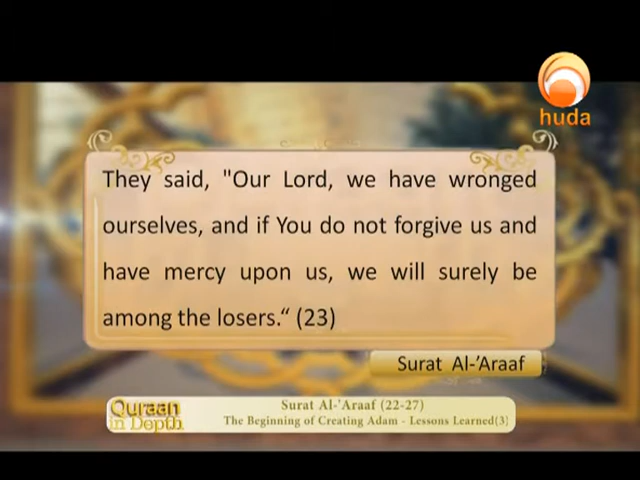 huda
They said, "Our Lord, we have wronged
ourselves, and if You do not forgive us and
have mercy upon us, we will surely be
among the losers.“ (23)
Surat Al-’Araaf
Quraan
in Depth
Surat Al-'Araaf (22-27)
The Beginning of Creating Adam - Lessons Learned(3)